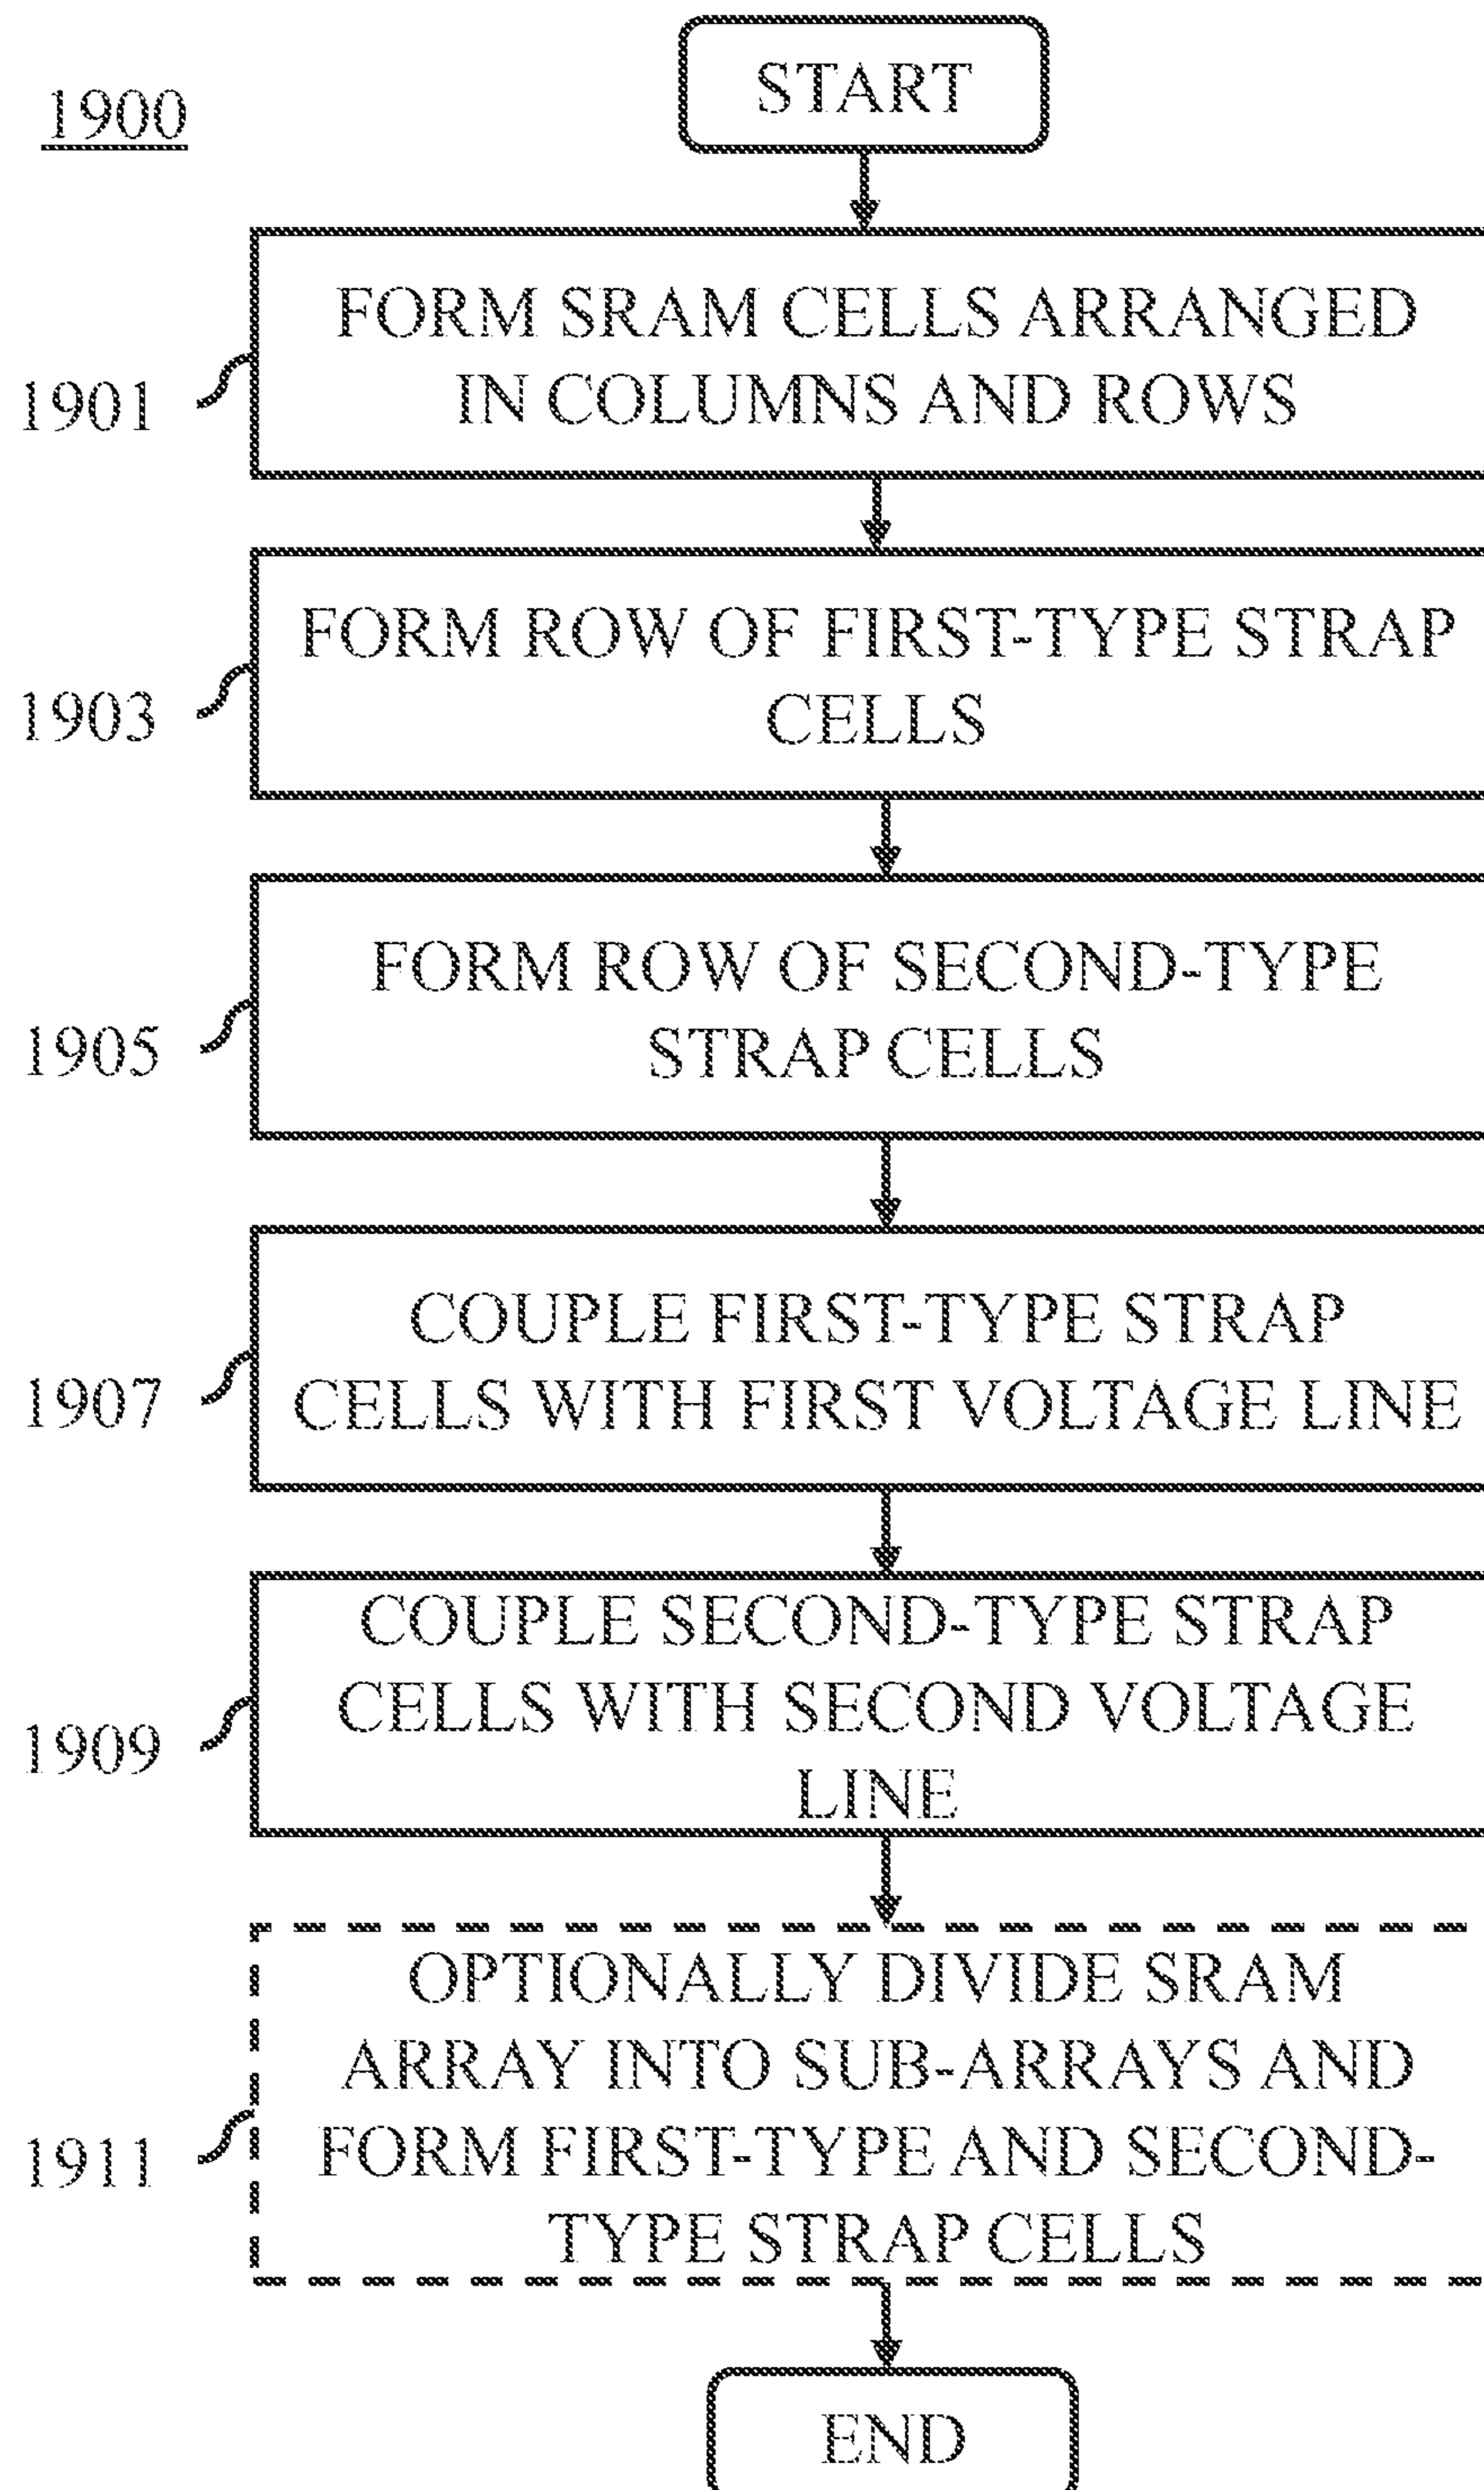 START
1900
FORM SRAM CELLS ARRANGED
IN COLUMNS AND ROWS
1901
FORM ROW OF FIRST-TYPE STRAP
CELLS
1903
FORM ROW OF SECOND-TYPE
STRAP CELLS
1905
COUPLE FIRST-TYPE STRAP
CELLS WITH FIRST VOLTAGE LINE
1907
COUPLE SECOND-TYPE STRAP
CELLS WITH SECOND VOLTAGE
LINE
1909
OPTIONALLY DIVIDE SRAM
ARRAY INTO SUB-ARRAYS AND
FORM FIRST-TYPE AND SECOND-
TYPE STRAP CELLS
1911
END